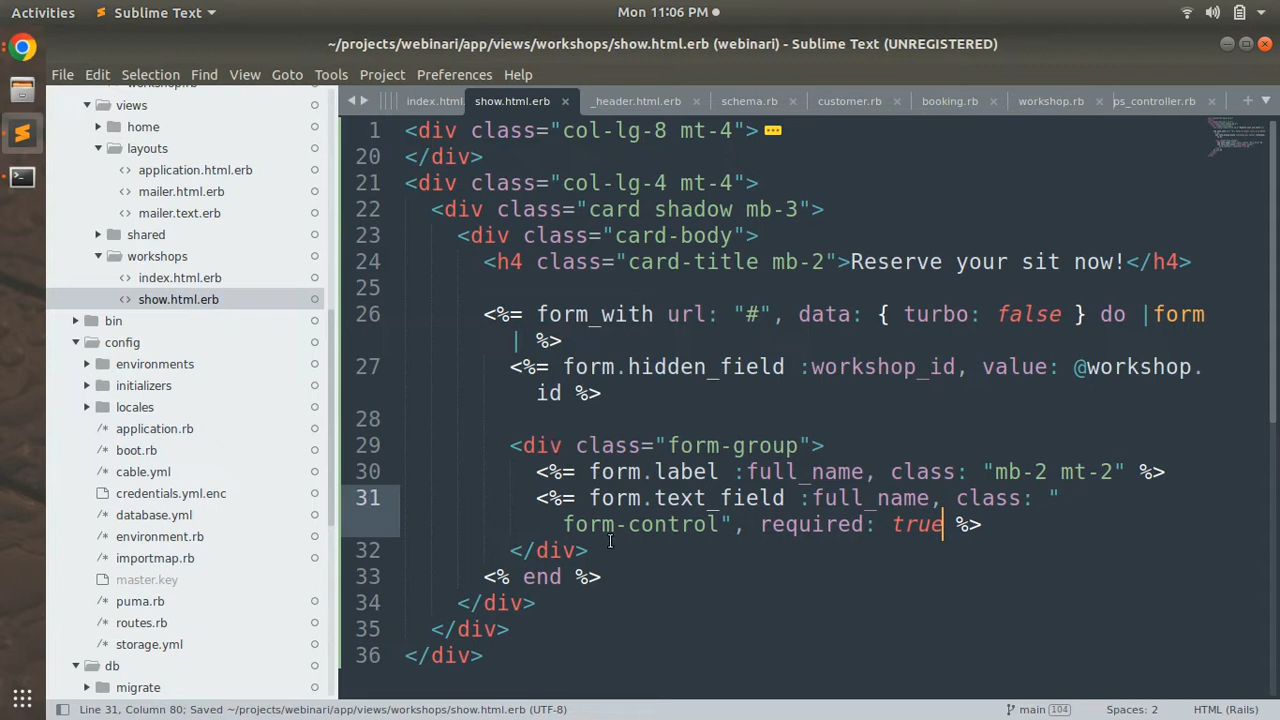 Activities
Sublime Text
Mon 11:06 PM
~/projects/webinari/app/views/workshops/show.html.erb (webinari) - Sublime Text (UNREGISTERED)
File Edit Selection Find View Goto Tools Project Preferences Help
workshop.rb
views
home
layouts
application.html.erb
mailer.html.erb
mailer.text.erb
shared
workshops
index.html.erb
show.html.erb
bin
config
environments
initializers
locales
application.rb
boot.rb
cable.yml
credentials.yml.enc
database.yml
environment.rb
importmap.rb
master.key
puma.rb
routes.rb
storage.yml
db
migrate
index.html. show.html.erb _header.html.erb schema.rb customer.rb booking.rb workshop.rb ps_controller.rb
1 <div class="col-lg-8 mt-4">
20 </div>
21 <div class="col-lg-4 mt-4">
22 <div class="card shadow mb-3">
23 <div class="card-body">
24 <h4 class="card-title mb-2">Reserve your sit now!</h4>
25
26 <%= form_with url: "#", data: { turbo: false } do |form
| %>
27 <%= form.hidden_field :workshop_id, value: @workshop.
id %>
28
29 <div class="form-group">
30 <%= form.label :full_name, class: "mb-2 mt-2" %>
31 <%= form.text_field :full_name, class: "
form-control", required: true %>
32 </div>
33 <% end %>
34 </div>
35 </div>
36 </div>
Line 31, Column 80; Saved ~/projects/webinari/app/views/workshops/show.html.erb (UTF-8)
main 104
Spaces: 2
HTML (Rails)